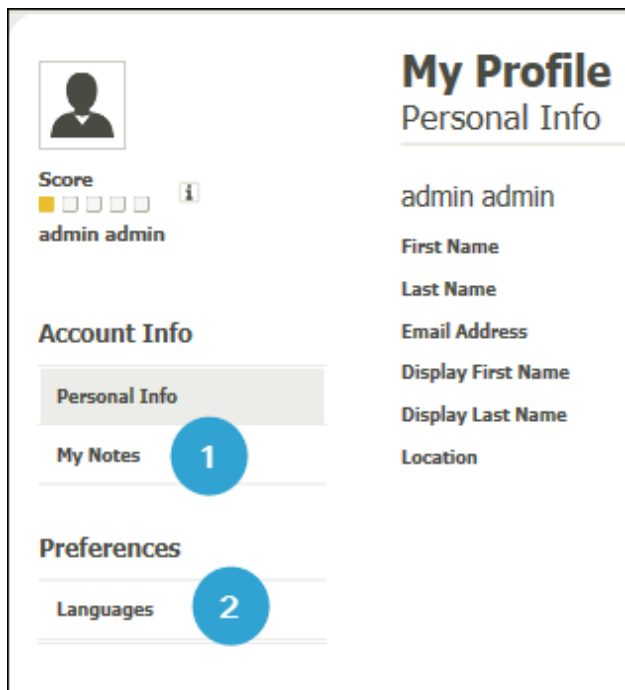 Score
i
admin admin
Account Info
Personal Info
My Notes
1
Preferences
Languages
2
My Profile
Personal Info
admin admin
First Name
Last Name
Email Address
Display First Name
Display Last Name
Location